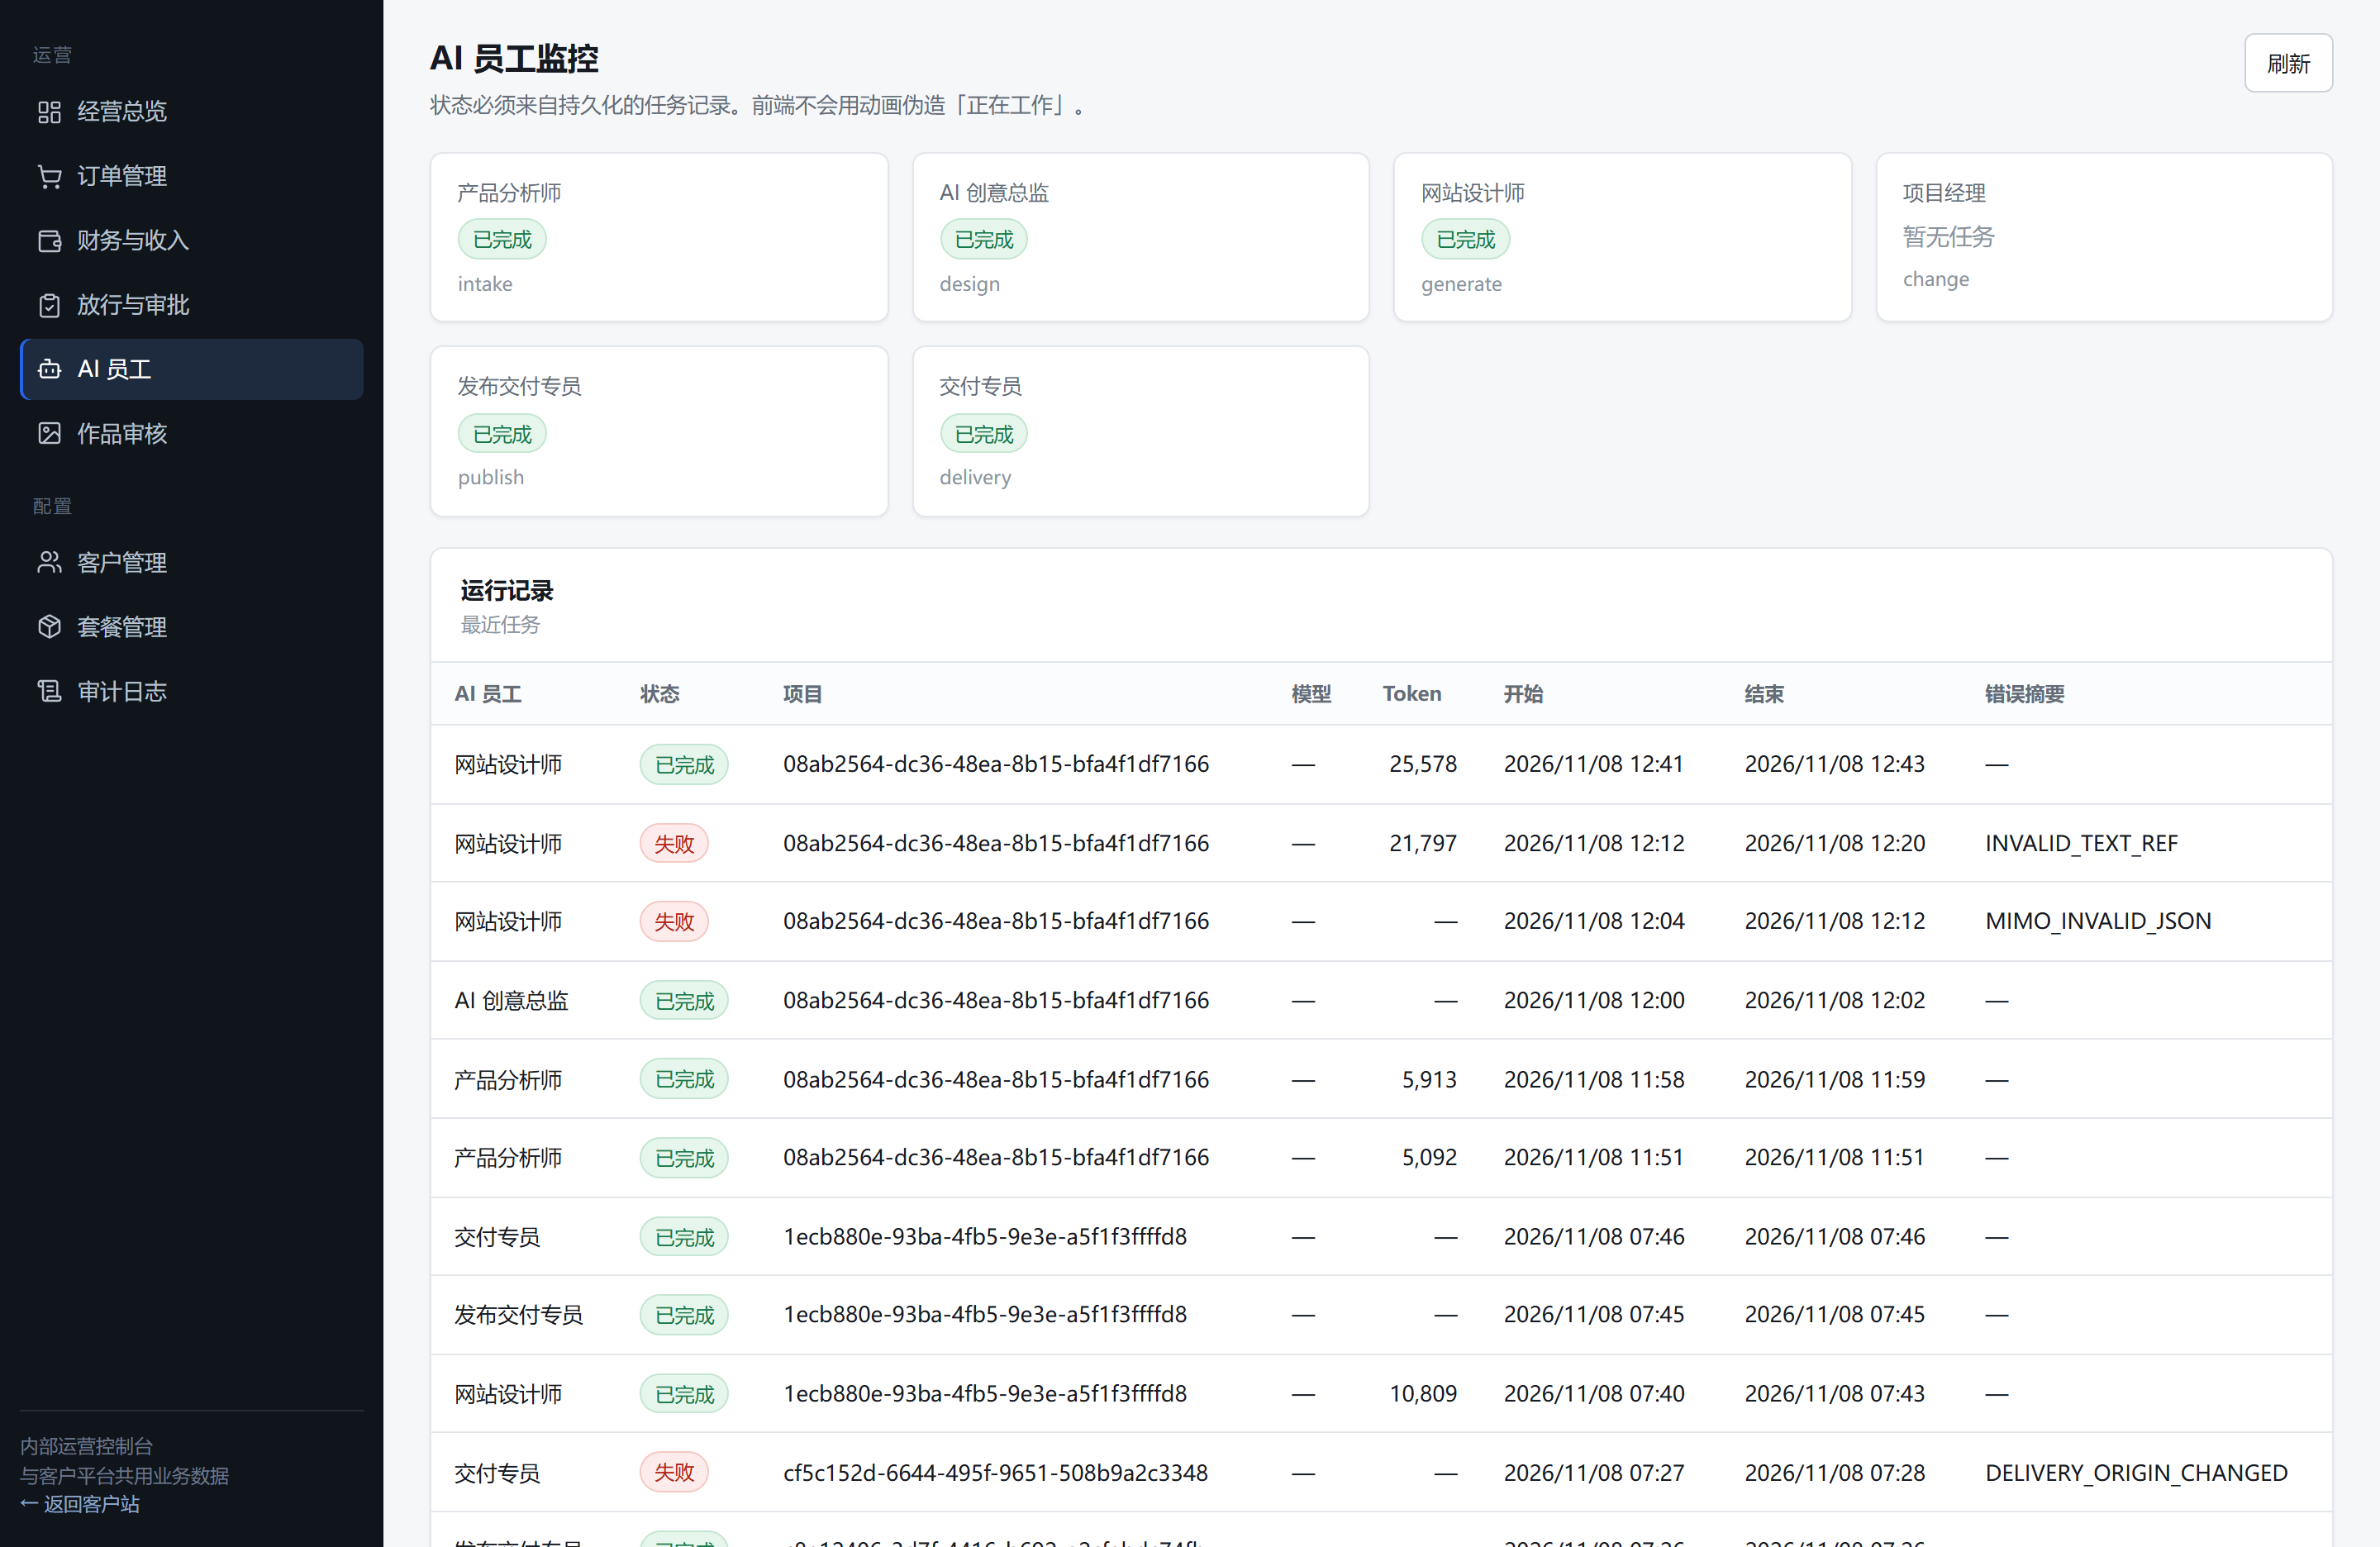 运营
经营总览
订单管理
财务与收入
放行与审批
AI 员工
作品审核
配置
客户管理
套餐管理
审计日志
内部运营控制台
与客户平台共用业务数据
← 返回客户站
AI 员工监控
状态必须来自持久化的任务记录。前端不会用动画伪造「正在工作」。
刷新
产品分析师
已完成
intake
AI 创意总监
已完成
design
网站设计师
已完成
generate
项目经理
暂无任务
change
发布交付专员
已完成
publish
交付专员
已完成
delivery
运行记录
最近任务
AI 员工 状态 项目 模型 Token 开始 结束 错误摘要
网站设计师 已完成 08ab2564-dc36-48ea-8b15-bfa4f1df7166 — 25,578 2026/11/08 12:41 2026/11/08 12:43 —
网站设计师 失败 08ab2564-dc36-48ea-8b15-bfa4f1df7166 — 21,797 2026/11/08 12:12 2026/11/08 12:20 INVALID_TEXT_REF
网站设计师 失败 08ab2564-dc36-48ea-8b15-bfa4f1df7166 — — 2026/11/08 12:04 2026/11/08 12:12 MIMO_INVALID_JSON
AI 创意总监 已完成 08ab2564-dc36-48ea-8b15-bfa4f1df7166 — — 2026/11/08 12:00 2026/11/08 12:02 —
产品分析师 已完成 08ab2564-dc36-48ea-8b15-bfa4f1df7166 — 5,913 2026/11/08 11:58 2026/11/08 11:59 —
产品分析师 已完成 08ab2564-dc36-48ea-8b15-bfa4f1df7166 — 5,092 2026/11/08 11:51 2026/11/08 11:51 —
交付专员 已完成 1ecb880e-93ba-4fb5-9e3e-a5f1f3ffffd8 — — 2026/11/08 07:46 2026/11/08 07:46 —
发布交付专员 已完成 1ecb880e-93ba-4fb5-9e3e-a5f1f3ffffd8 — — 2026/11/08 07:45 2026/11/08 07:45 —
网站设计师 已完成 1ecb880e-93ba-4fb5-9e3e-a5f1f3ffffd8 — 10,809 2026/11/08 07:40 2026/11/08 07:43 —
交付专员 失败 cf5c152d-6644-495f-9651-508b9a2c3348 — — 2026/11/08 07:27 2026/11/08 07:28 DELIVERY_ORIGIN_CHANGED